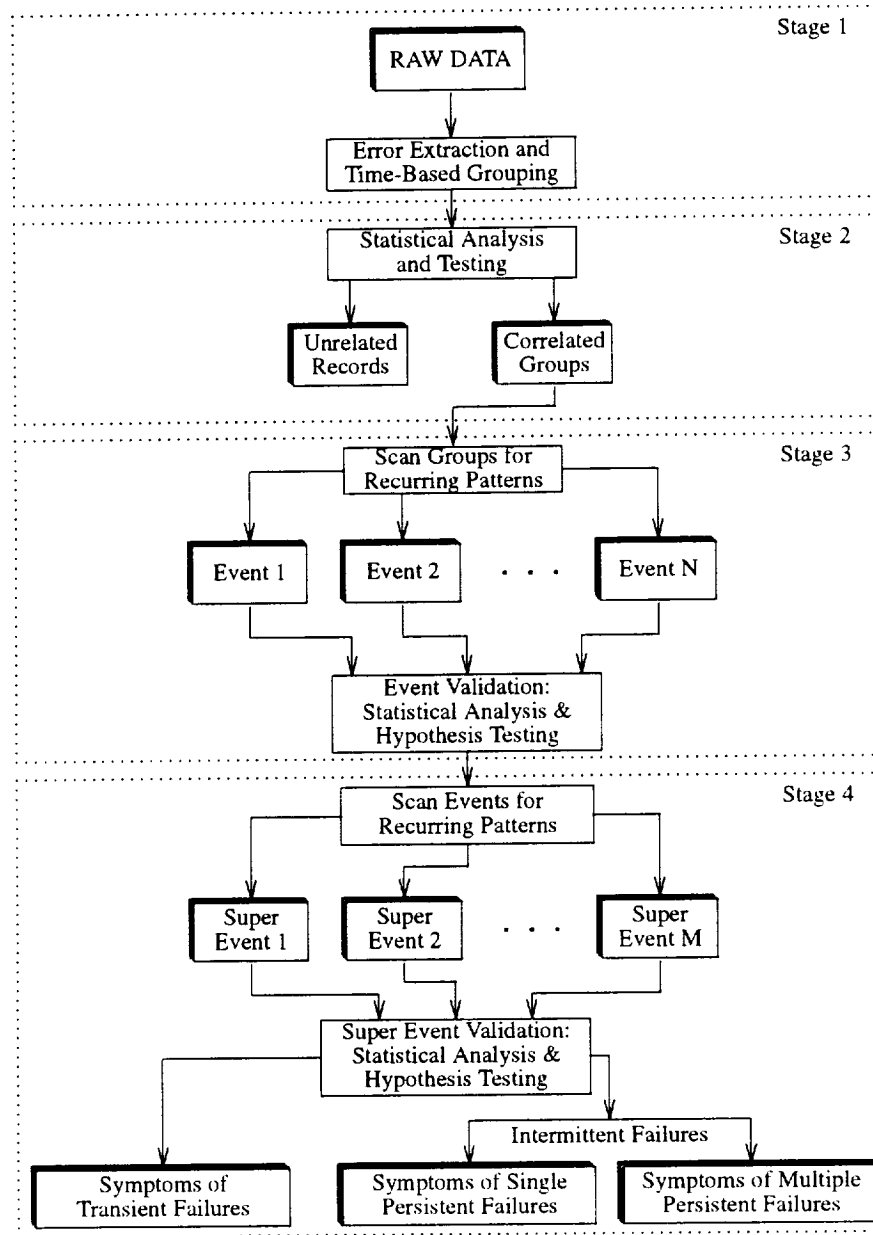 Stage 1
RAW DATA
Error Extraction and
Time-Based Grouping
Stage 2
Statistical Analysis
and Testing
Unrelated
Records
Correlated
Groups
Stage 3
Scan Groups for
Recurring Patterns
Event 1
Event 2
. . .
Event N
Event Validation:
Statistical Analysis &
Hypothesis Testing
Stage 4
Scan Events for
Recurring Patterns
Super
Event 1
Super
Event 2
. . .
Super
Event M
Super Event Validation:
Statistical Analysis &
Hypothesis Testing
Intermittent Failures
Symptoms of
Transient Failures
Symptoms of Single
Persistent Failures
Symptoms of Multiple
Persistent Failures